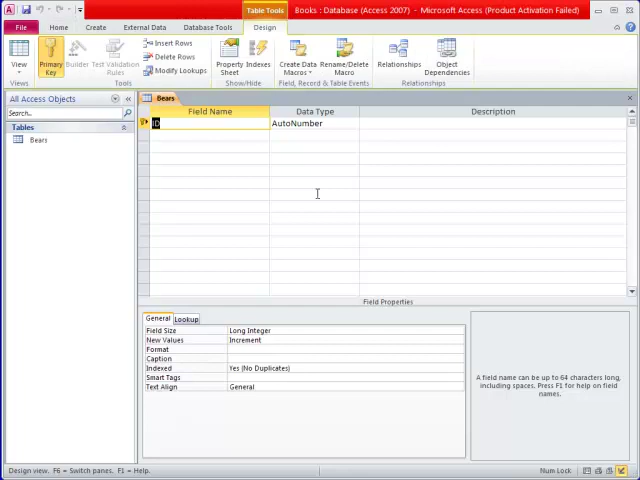 Table Tools
Books : Database (Access 2007) - Microsoft Access (Product Activation Failed)
File
Home
Create
External Data
Database Tools
Design
View
Primary Key
Builder
Test Validation Rules
Insert Rows
Delete Rows
Modify Lookups
Property Sheet
Indexes
Create Data Macros
Rename/Delete Macro
Relationships
Object Dependencies
Views
Tools
Show/Hide
Field, Record & Table Events
Relationships
All Access Objects
Search...
Tables
Bears
Bears
Field Name
Data Type
Description
ID
AutoNumber
Field Properties
General
Lookup
Field Size
Long Integer
New Values
Increment
Format
Caption
Indexed
Yes (No Duplicates)
Smart Tags
Text Align
General
A field name can be up to 64 characters long,
including spaces. Press F1 for help on field
names.
Design view. F6 = Switch panes. F1 = Help.
Num Lock